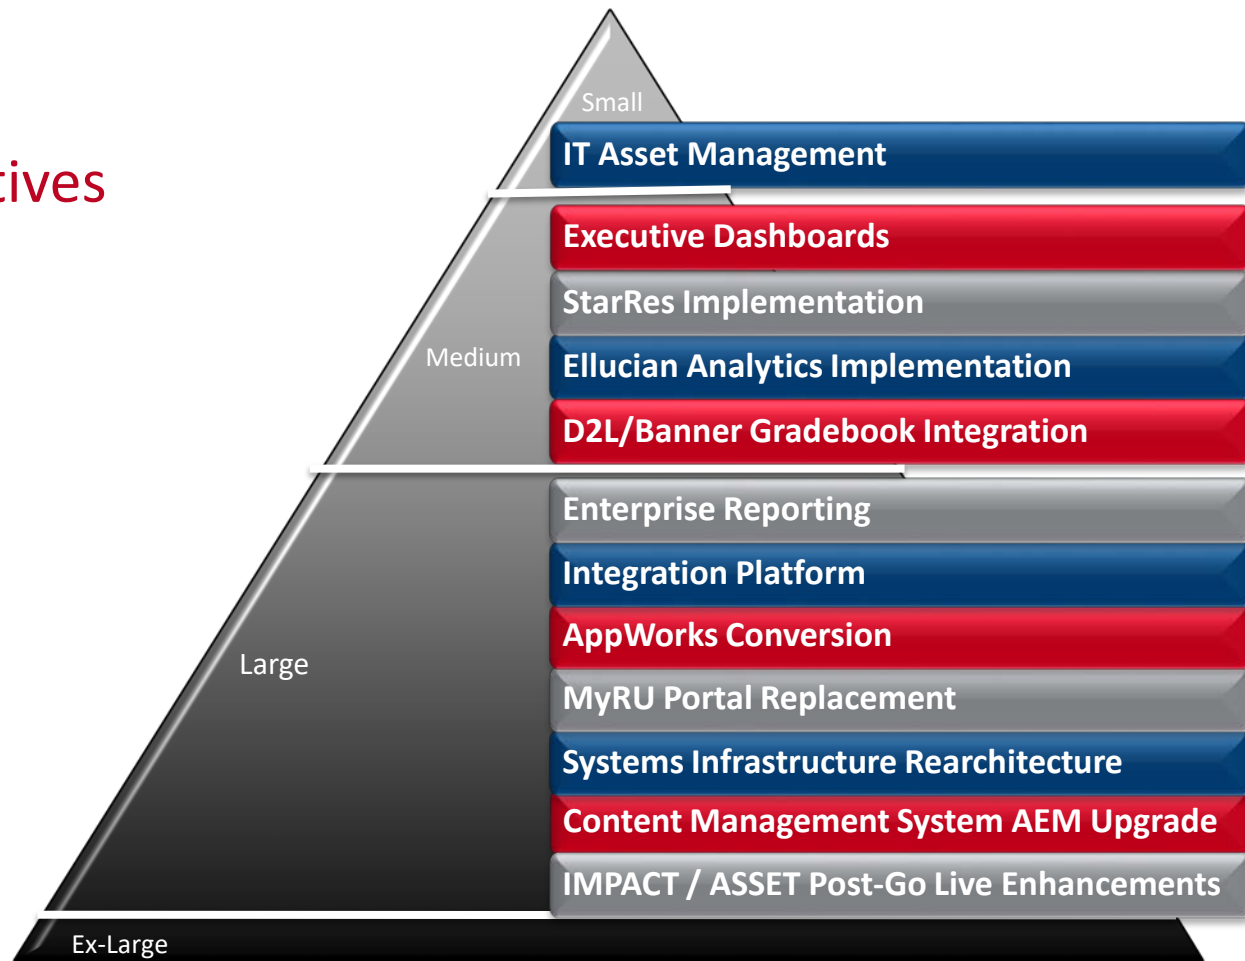 tives
Small
IT Asset Management
Executive Dashboards
StarRes Implementation
Medium
Ellucian Analytics Implementation
D2L/Banner Gradebook Integration
Enterprise Reporting
Integration Platform
AppWorks Conversion
Large
MyRU Portal Replacement
Systems Infrastructure Rearchitecture
Content Management System AEM Upgrade
IMPACT / ASSET Post-Go Live Enhancements
Ex-Large